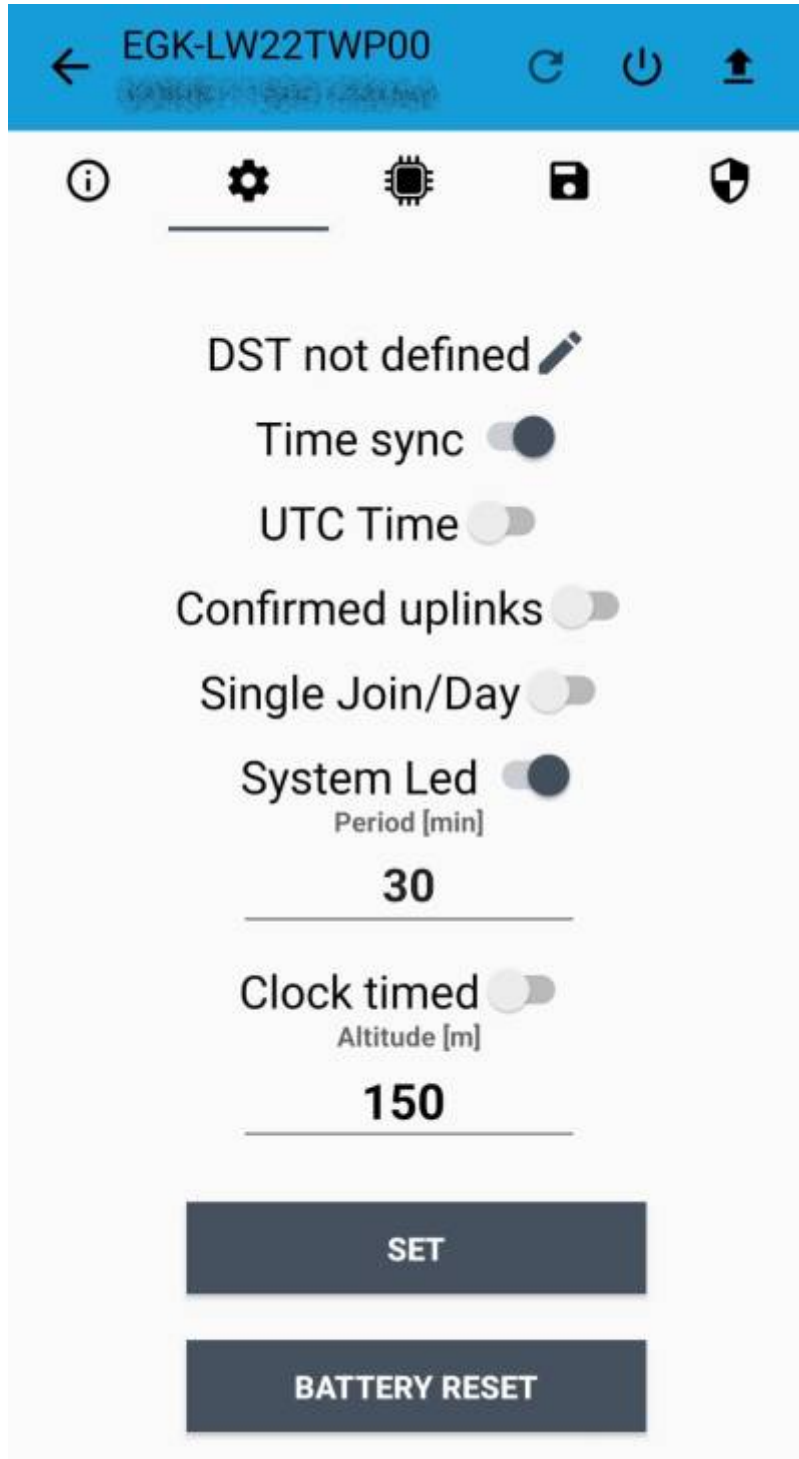 EGK-LW22TWP00
DST not defined
Time sync
UTC Time
Confirmed uplinks
Single Join/Day
System Led
Period [min]
30
Clock timed
Altitude [m]
150
SET
BATTERY RESET